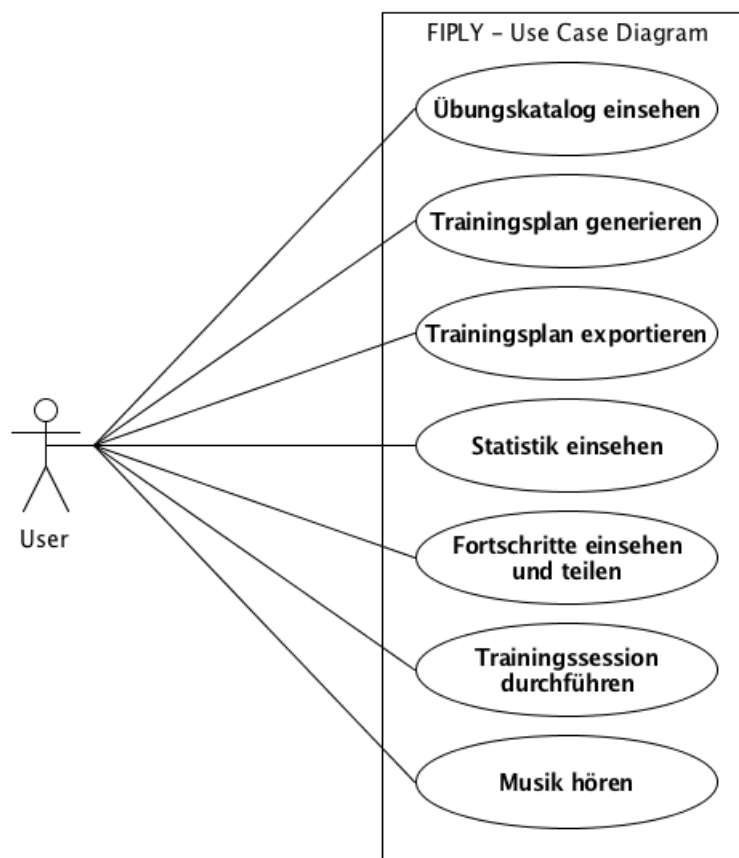 FIPLY – Use Case Diagram
Übungskatalog einsehen
Trainingsplan generieren
Trainingsplan exportieren
Statistik einsehen
Fortschritte einsehen
und teilen
Trainingssession
durchführen
Musik hören
User